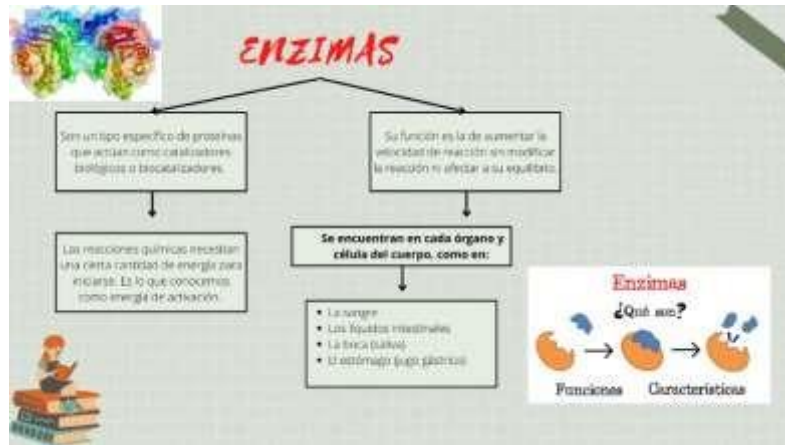 ENZIMAS
Son un tipo específico de proteínas
que actúan como catalizadores
biológicos o biocatalizadores.
Su función es la de aumentar la
velocidad de reacción sin modificar
la reacción ni afectar a su equilibrio.
Las reacciones químicas necesitan
una cierta cantidad de energía para
iniciarse. Es lo que conocemos
como energía de activación.
Se encuentran en cada órgano y
célula del cuerpo, como en:
La sangre
Los líquidos intestinales
La boca (saliva)
El estómago (jugo gástrico)
Enzimas
¿Qué son?
Funciones Características